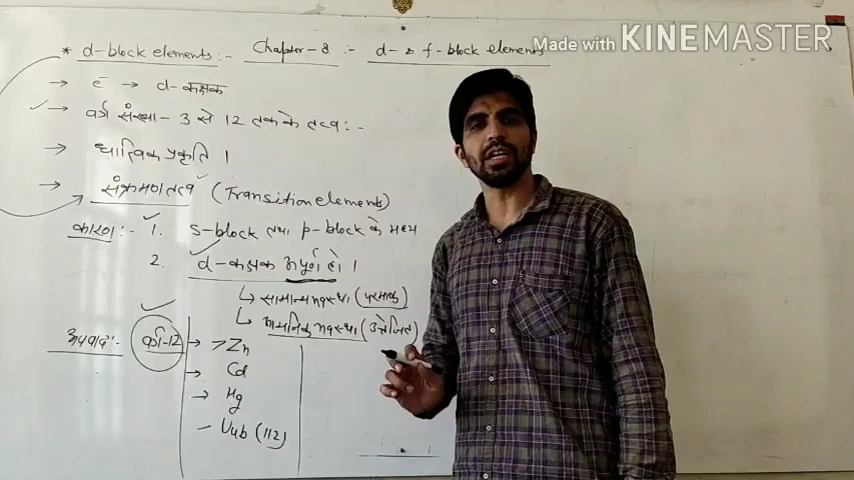 Made with KINEMASTER
* d-block elements:- Chapter-8 :- d- व f-block elements
→ e⁻ → d-कक्षक
→ वर्ग संख्या - 3 से 12 तक के तत्व :-
→ धात्विक प्रकृति ।
→ संक्रमण तत्व (Transition elements)
कारण :- 1. s-block तथा p-block के मध्य
2. d-कक्षक अपूर्ण हो ।
↳ सामान्य अवस्था (परमाणु)
↳ आयनिक अवस्था (उत्तेजित)
अपवाद :- वर्ग-12 → Zn
→ Cd
→ Hg
– Uub (112)